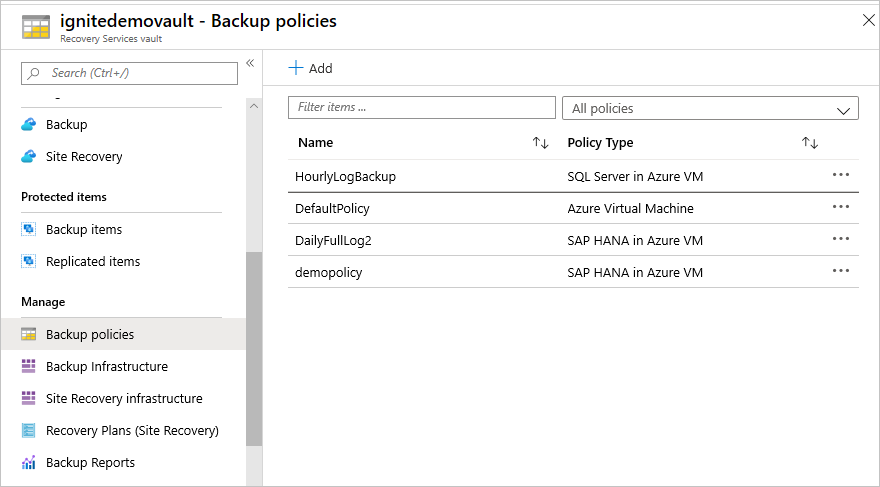 ignitedemovault - Backup policies
Recovery Services vault
Search (Ctrl+/)
Backup
Site Recovery
Protected items
Backup items
Replicated items
Manage
Backup policies
Backup Infrastructure
Site Recovery infrastructure
Recovery Plans (Site Recovery)
Backup Reports
Add
Filter items ...
All policies
Name Policy Type
HourlyLogBackup SQL Server in Azure VM
DefaultPolicy Azure Virtual Machine
DailyFullLog2 SAP HANA in Azure VM
demopolicy SAP HANA in Azure VM